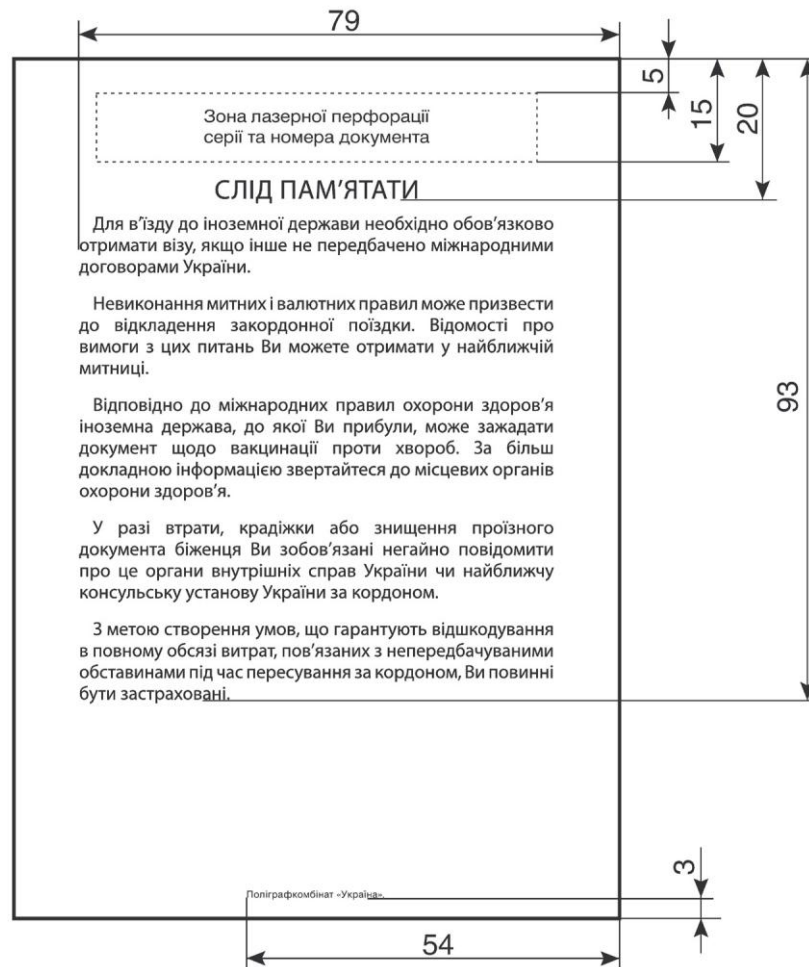 79
5
15
20
93
Зона лазерної перфорації
серії та номера документа
СЛІД ПАМ'ЯТАТИ
Для в'їзду до іноземної держави необхідно обов'язково
отримати візу, якщо інше не передбачено міжнародними
договорами України.
Невиконання митних і валютних правил може призвести
до відкладення закордонної поїздки. Відомості про
вимоги з цих питань Ви можете отримати у найближчій
митниці.
Відповідно до міжнародних правил охорони здоров'я
іноземна держава, до якої Ви прибули, може зажадати
документ щодо вакцинації проти хвороб. За більш
докладною інформацією звертайтеся до місцевих органів
охорони здоров'я.
У разі втрати, крадіжки або знищення проїзного
документа біженця Ви зобов'язані негайно повідомити
про це органи внутрішніх справ України чи найближчу
консульську установу України за кордоном.
З метою створення умов, що гарантують відшкодування
в повному обсязі витрат, пов'язаних з непередбачуваними
обставинами під час пересування за кордоном, Ви повинні
бути застраховані.
Поліграфкомбінат «Україна».
3
54